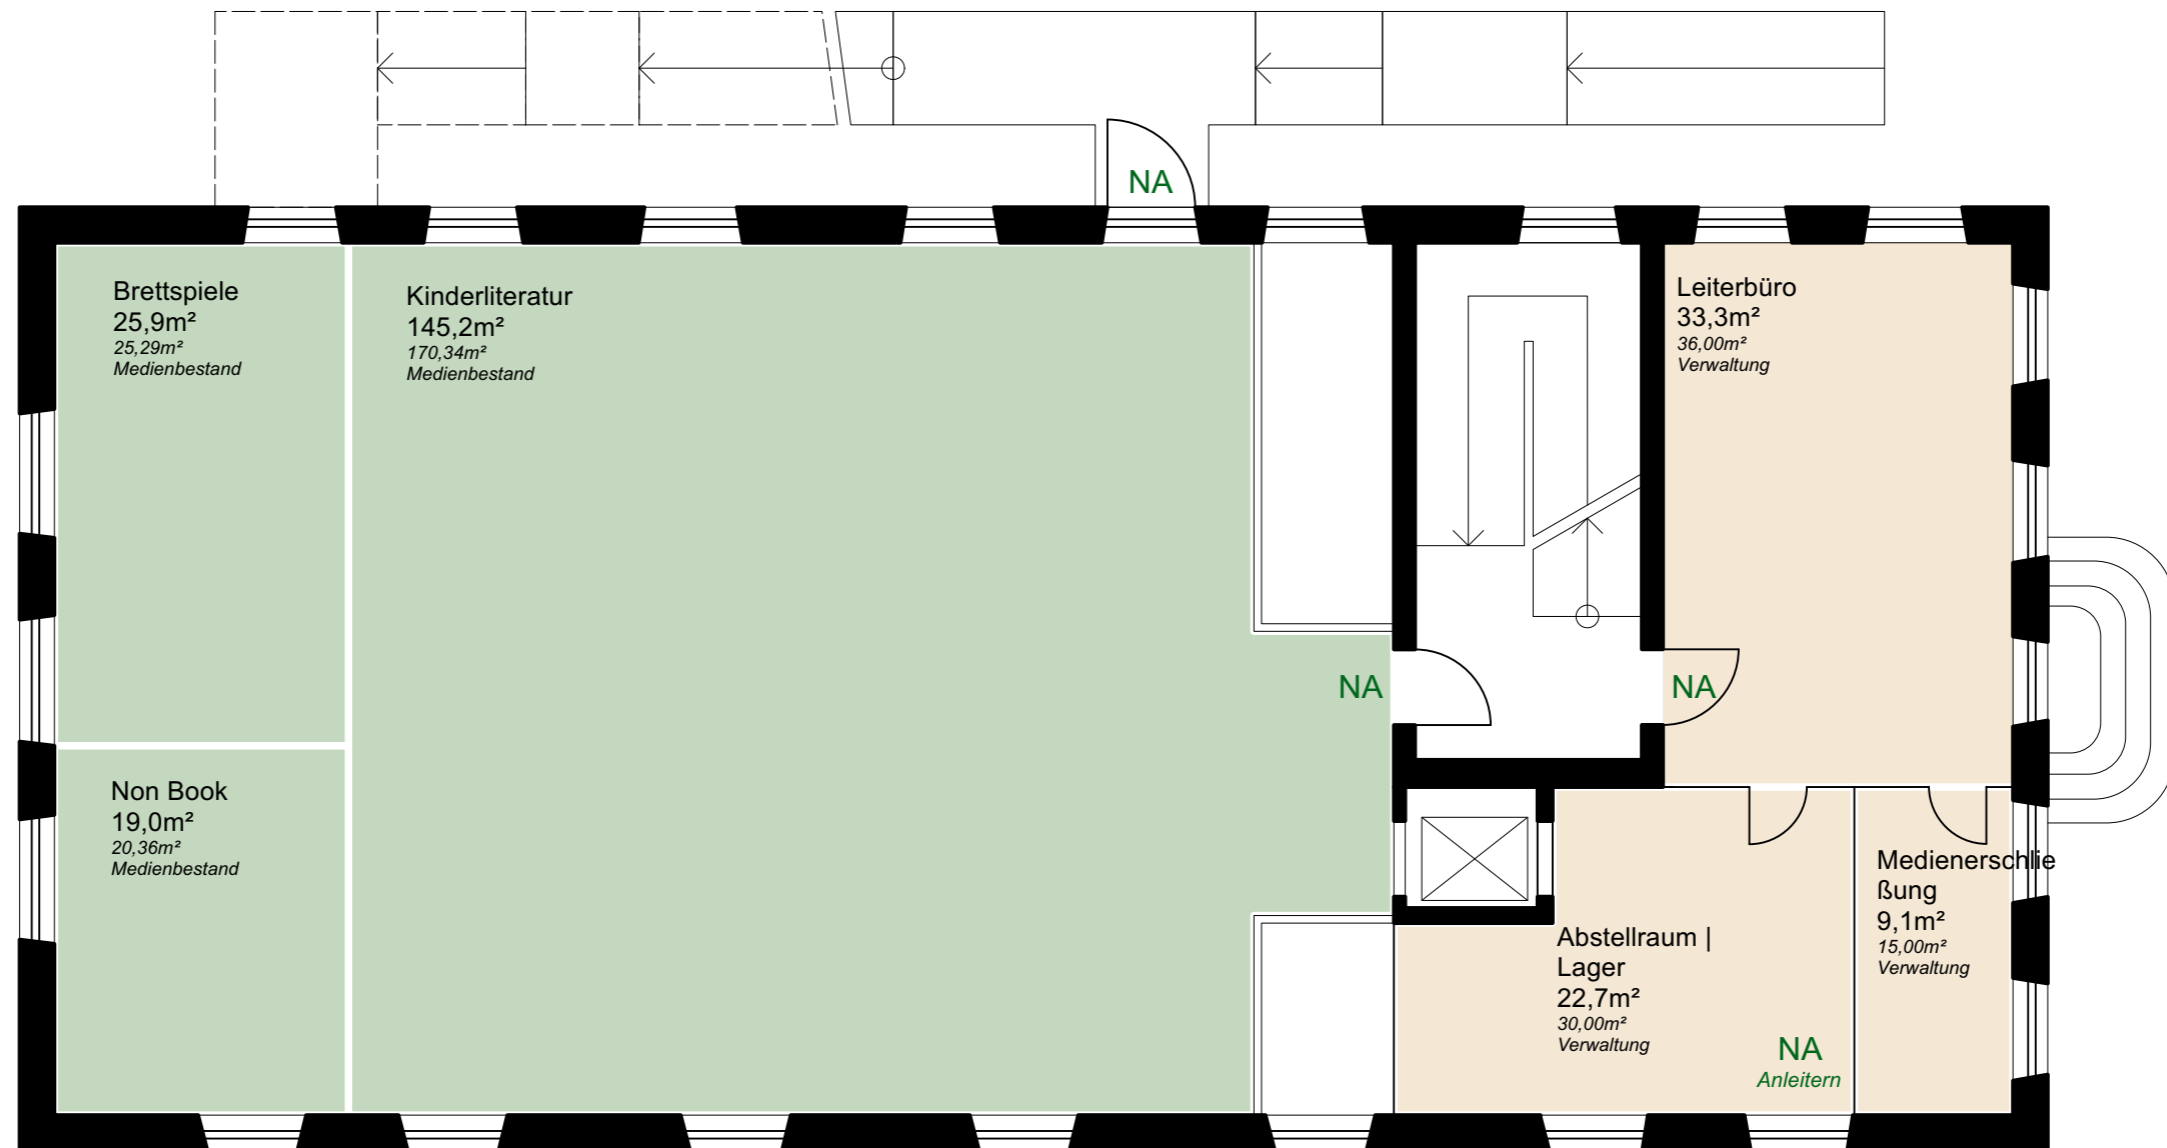 NA
Brettspiele
25,9m²
25,29m²
Medienbestand
Kinderliteratur
145,2m²
170,34m²
Medienbestand
Leiterbüro
33,3m²
36,00m²
Verwaltung
NA
NA
Non Book
19,0m²
20,36m²
Medienbestand
Medienerschlie
ßung
9,1m²
15,00m²
Verwaltung
Abstellraum |
Lager
22,7m²
30,00m²
Verwaltung
NA
Anleitern